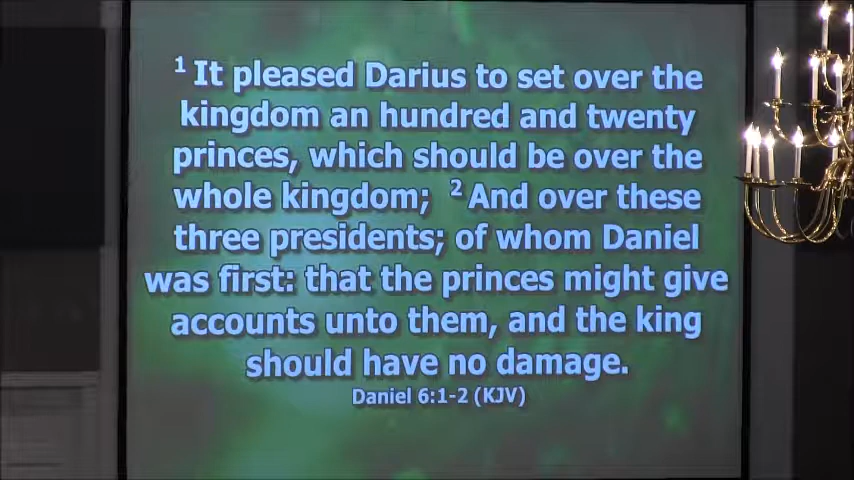 1 It pleased Darius to set over the
kingdom an hundred and twenty
princes, which should be over the
whole kingdom; 2 And over these
three presidents; of whom Daniel
was first: that the princes might give
accounts unto them, and the king
should have no damage.
Daniel 6:1-2 (KJV)